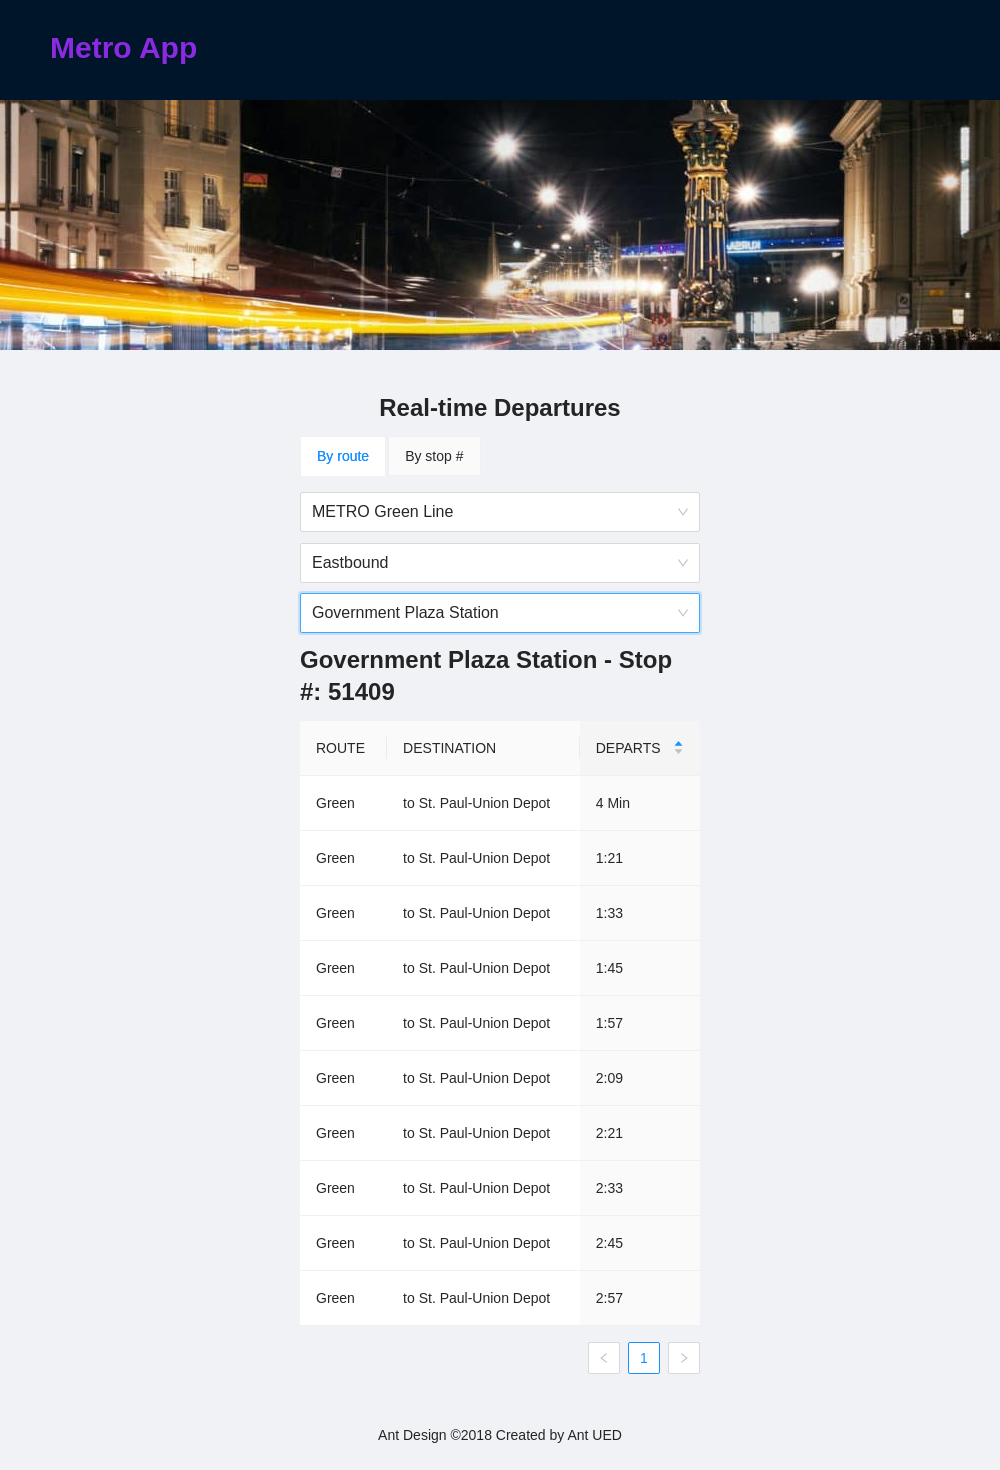 Metro App
Real-time Departures
By route
By stop #
METRO Green Line
Eastbound
Government Plaza Station
Government Plaza Station - Stop
#: 51409
ROUTE DESTINATION DEPARTS
Green to St. Paul-Union Depot 4 Min
Green to St. Paul-Union Depot 1:21
Green to St. Paul-Union Depot 1:33
Green to St. Paul-Union Depot 1:45
Green to St. Paul-Union Depot 1:57
Green to St. Paul-Union Depot 2:09
Green to St. Paul-Union Depot 2:21
Green to St. Paul-Union Depot 2:33
Green to St. Paul-Union Depot 2:45
Green to St. Paul-Union Depot 2:57
1
Ant Design ©2018 Created by Ant UED